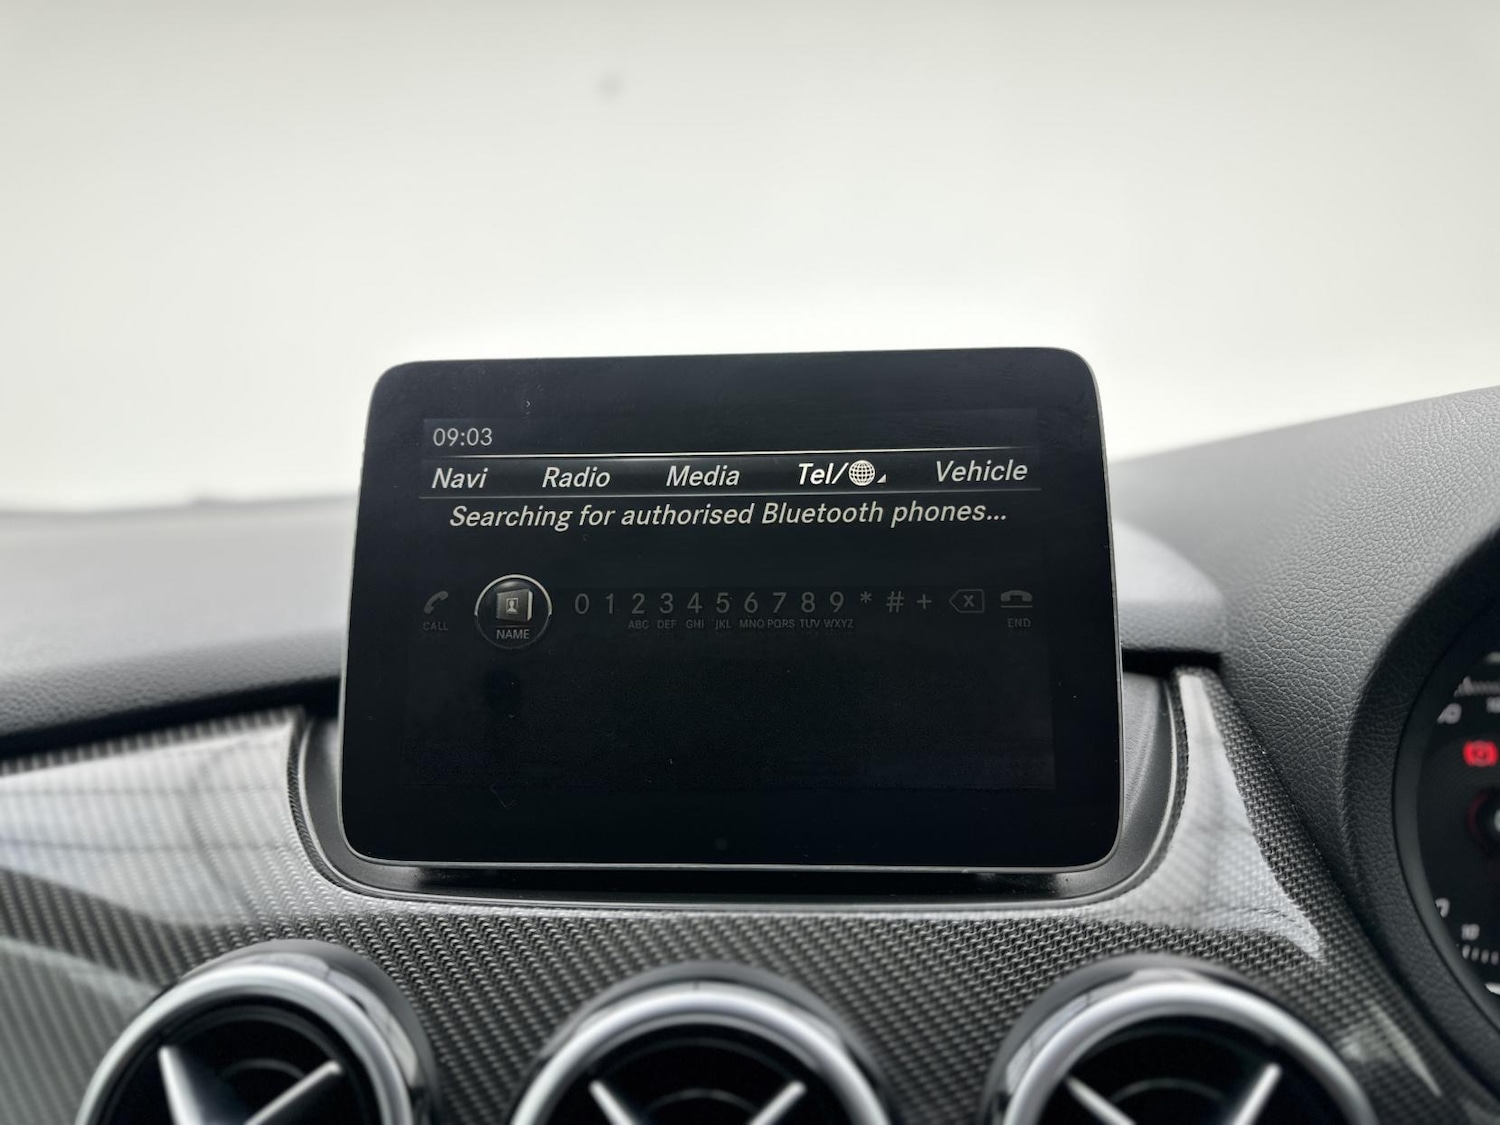 09:03
Navi Radio Media Tel/ Vehicle
Searching for authorised Bluetooth phones...
0 1 2 3 4 5 6 7 8 9 * # +
CALL NAME ABC DEF GHI JKL MNO PQRS TUV WXYZ END